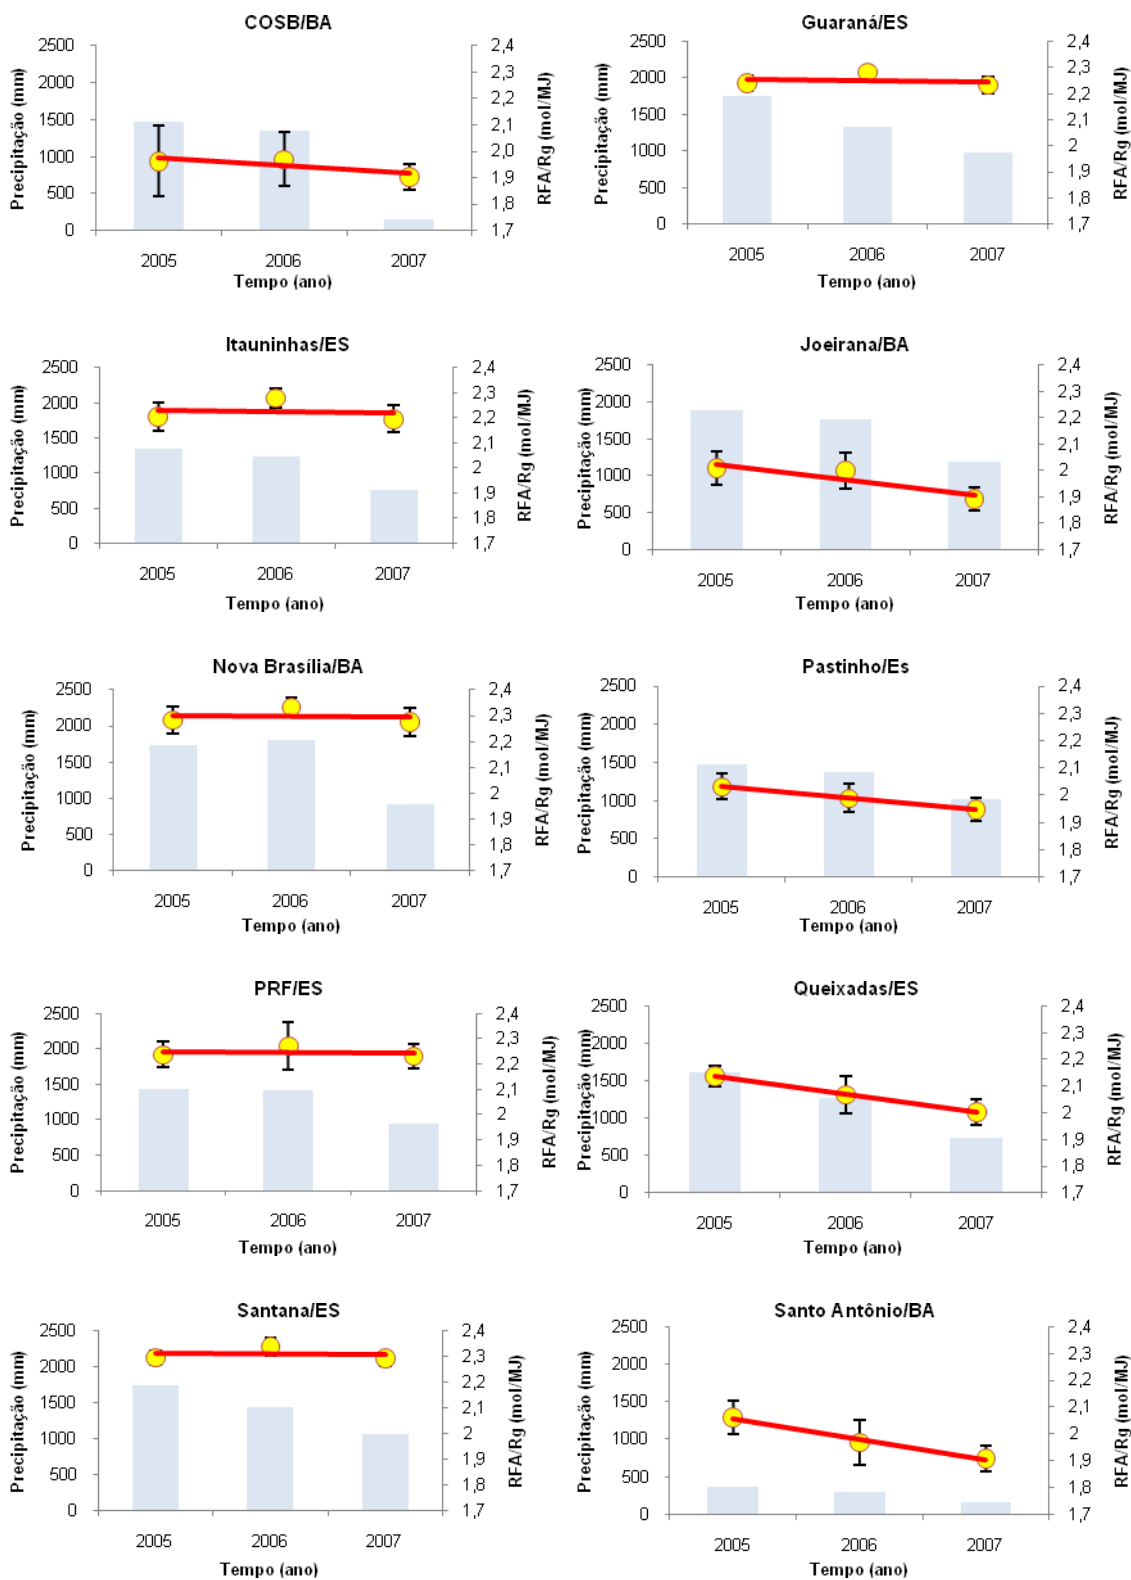 COSB/BA
Precipitação (mm)
2500
2000
1500
1000
500
0
2,4
2,3
2,2
2,1
2
1,9
1,8
1,7
RFA/Rg (mol/MJ)
2005 2006 2007
Tempo (ano)
Guaraná/ES
Precipitação (mm)
2500
2000
1500
1000
500
0
2,4
2,3
2,2
2,1
2
1,9
1,8
1,7
RFA/Rg (mol/MJ)
2005 2006 2007
Tempo (ano)
Itauninhas/ES
Precipitação (mm)
2500
2000
1500
1000
500
0
2,4
2,3
2,2
2,1
2
1,9
1,8
1,7
RFA/Rg (mol/MJ)
2005 2006 2007
Tempo (ano)
Joeirana/BA
Precipitação (mm)
2500
2000
1500
1000
500
0
2,4
2,3
2,2
2,1
2
1,9
1,8
1,7
RFA/Rg (mol/MJ)
2005 2006 2007
Tempo (ano)
Nova Brasília/BA
Precipitação (mm)
2500
2000
1500
1000
500
0
2,4
2,3
2,2
2,1
2
1,9
1,8
1,7
RFA/Rg (mol/MJ)
2005 2006 2007
Tempo (ano)
Pastinho/Es
Precipitação (mm)
2500
2000
1500
1000
500
0
2,4
2,3
2,2
2,1
2
1,9
1,8
1,7
RFA/Rg (mol/MJ)
2005 2006 2007
Tempo (ano)
PRF/ES
Precipitação (mm)
2500
2000
1500
1000
500
0
2,4
2,3
2,2
2,1
2
1,9
1,8
1,7
RFA/Rg (mol/MJ)
2005 2006 2007
Tempo (ano)
Queixadas/ES
Precipitação (mm)
2500
2000
1500
1000
500
0
2,4
2,3
2,2
2,1
2
1,9
1,8
1,7
RFA/Rg (mol/MJ)
2005 2006 2007
Tempo (ano)
Santana/ES
Precipitação (mm)
2500
2000
1500
1000
500
0
2,4
2,3
2,2
2,1
2
1,9
1,8
1,7
RFA/Rg (mol/MJ)
2005 2006 2007
Tempo (ano)
Santo Antônio/BA
Precipitação (mm)
2500
2000
1500
1000
500
0
2,4
2,3
2,2
2,1
2
1,9
1,8
1,7
RFA/Rg (mol/MJ)
2005 2006 2007
Tempo (ano)